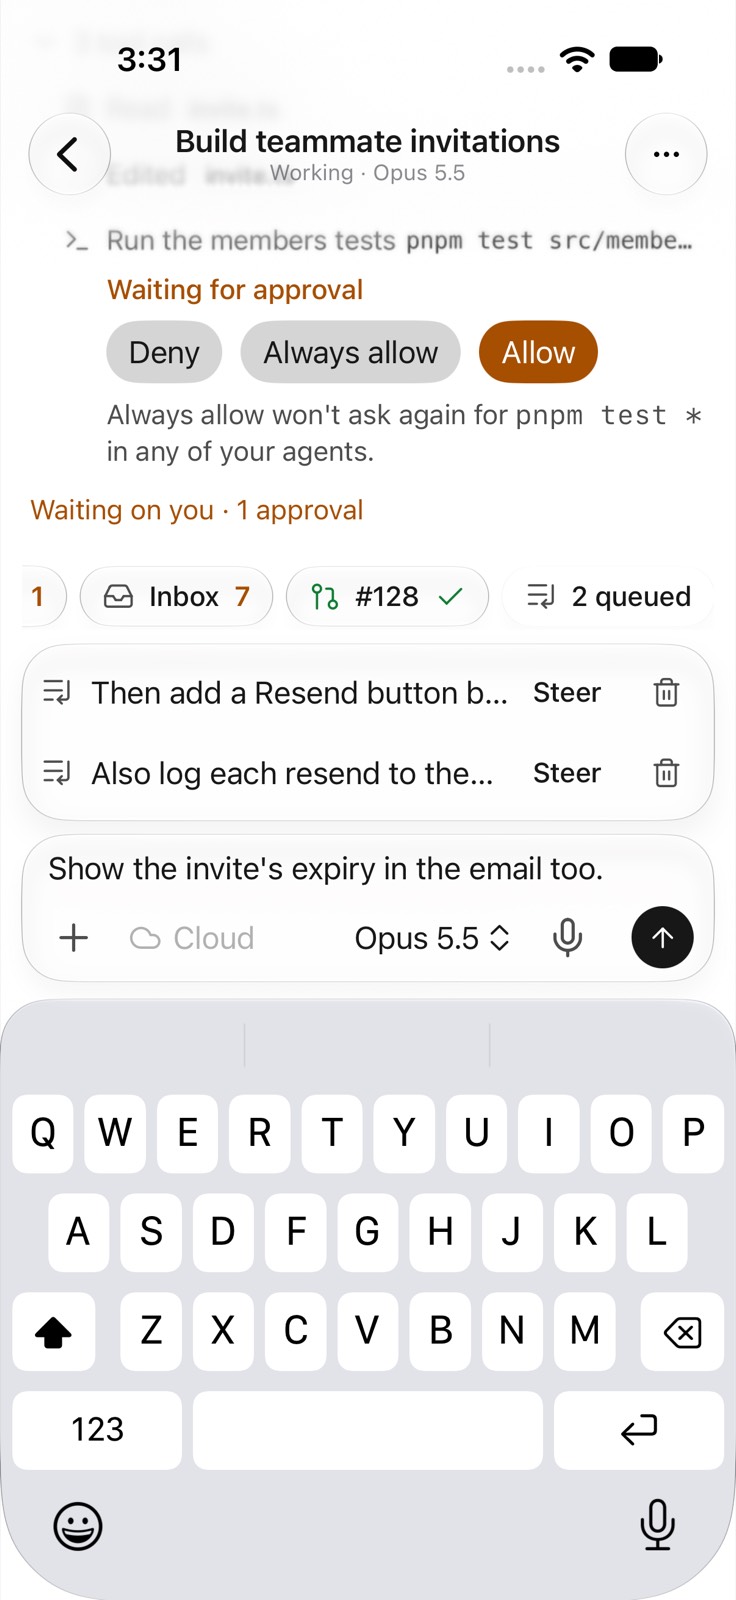 3:31
Build teammate invitations
Edited invite.ts
Working · Opus 5.5
Run the members tests pnpm test src/membe…
Waiting for approval
Deny Always allow Allow
Always allow won't ask again for pnpm test *
in any of your agents.
Waiting on you · 1 approval
1 Inbox 7 #128 2 queued
Then add a Resend button b... Steer
Also log each resend to the... Steer
Show the invite's expiry in the email too.
Cloud Opus 5.5
Q W E R T Y U I O P
A S D F G H J K L
Z X C V B N M
123